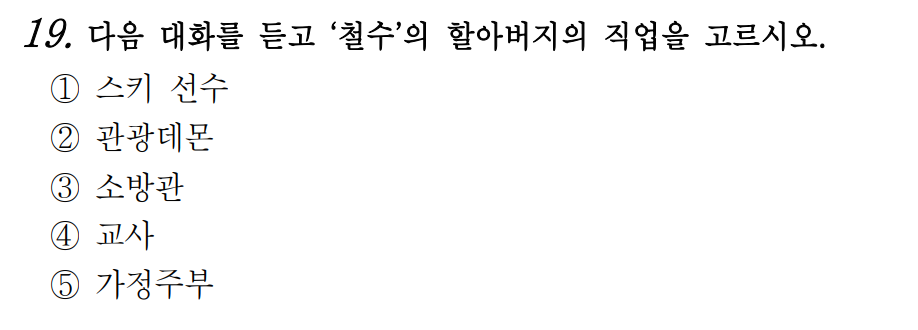 19. 다음 대화를 듣고 ‘철수’의 할아버지의 직업을 고르시오.
① 스키 선수
② 관광데몬
③ 소방관
④ 교사
⑤ 가정주부